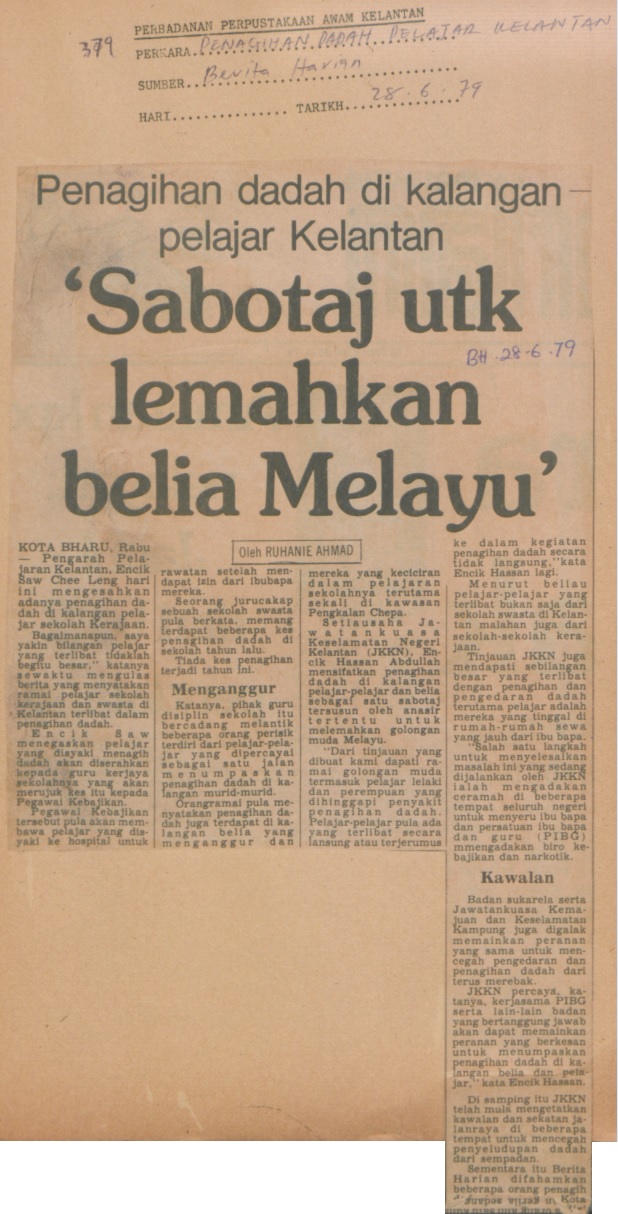 PERBADANAN PERPUSTAKAAN AWAM KELANTAN
379
PERKARA. PENAGIHAN DADAH PELAJAR KELANTAN
SUMBER... Berita Harian
HARI............... TARIKH... 28.6.79
Penagihan dadah di kalangan
pelajar Kelantan
‘Sabotaj utk
BH.28-6.79
lemahkan
belia Melayu’
Oleh RUHANIE AHMAD
KOTA BHARU, Rabu
— Pengarah Pela-
jaran Kelantan, Encik
Saw Chee Leng hari
ini mengesahkan
adanya penagihan da-
dah di kalangan pela-
jar sekolah Kerajaan.
Bagaimanapun, saya
yakin bilangan pelajar
yang terlibat tidaklah
begitu besar," katanya
sewaktu mengulas
berita yang menyatakan
ramai pelajar sekolah
kerajaan dan swasta di
Kelantan terlibat dalam
penagihan dadah.
Encik Saw
menegaskan pelajar
yang disyaki menagih
dadah akan diserahkan
kepada guru kerjaya
sekolahnya yang akan
merujuk kes itu kepada
Pegawai Kebajikan.
Pegawai Kebajikan
tersebut pula akan mem-
bawa pelajar yang dis-
yaki ke hospital untuk
rawatan setelah men-
dapat izin dari ibubapa
mereka.
Seorang jurucakap
sebuah sekolah swasta
pula berkata, memang
terdapat beberapa kes
penagihan dadah di
sekolah tahun lalu.
Tiada kes penagihan
terjadi tahun ini.
Menganggur
Katanya, pihak guru
disiplin sekolah itu
bercadang melantik
beberapa orang perisik
terdiri dari pelajar-pela-
jar yang dipercayai
sebagai satu jalan
menumpaskan
penagihan dadah di ka-
langan murid-murid.
Orangramai pula me-
nyatakan penagihan da-
dah juga terdapat di ka-
langan belia yang
menganggur dan
mereka yang keciciran
dalam pelajaran
sekolahnya terutama
sekali di kawasan
Pengkalan Chepa.
Setiausaha Ja-
watankuasa
Keselamatan Negeri
Kelantan (JKKN), En-
cik Hassan Abdullah
mensifatkan penagihan
dadah di kalangan
pelajar-pelajar dan belia
sebagai satu sabotaj
tersusun oleh anasir
tertentu untuk
melemahkan golongan
muda Melayu.
"Dari tinjauan yang
dibuat kami dapati ra-
mai golongan muda
termasuk pelajar lelaki
dan perempuan yang
dihinggapi penyakit
penagihan dadah.
Pelajar-pelajar pula ada
yang terlibat secara
lansung atau terjerumus
ke dalam kegiatan
penagihan dadah secara
tidak langsung,"kata
Encik Hassan lagi.
Menurut beliau
pelajar-pelajar yang
terlibat bukan saja dari
sekolah swasta di Kelan-
tan malahan juga dari
sekolah-sekolah kera-
jaan.
Tinjauan JKKN juga
mendapati sebilangan
besar yang terlibat
dengan penagihan dan
pengedaran dadah
terutama pelajar adalah
mereka yang tinggal di
rumah-rumah sewa
yang jauh dari ibu bapa.
"Salah satu langkah
untuk menyelesaikan
masalah ini yang sedang
dijalankan oleh JKKN
ialah mengadakan
ceramah di beberapa
tempat seluruh negeri
untuk menyeru ibu bapa
dan persatuan ibu bapa
dan guru (PIBG)
mmengadakan biro ke-
bajikan dan narkotik.
Kawalan
Badan sukarela serta
Jawatankuasa Kema-
juan dan Keselamatan
Kampung juga digalak
memainkan peranan
yang sama untuk men-
cegah pengedaran dan
penagihan dadah dari
terus merebak.
JKKN percaya, ka-
tanya, kerjasama PIBG
serta lain-lain badan
yang bertanggung jawab
akan dapat memainkan
peranan yang berkesan
untuk menumpaskan
penagihan dadah di ka-
langan belia dan pela-
jar," kata Encik Hassan.
Di samping itu JKKN
telah mula mengetatkan
kawalan dan sekatan ja-
lanraya di beberapa
tempat untuk mencegah
penyeludupan dadah
dari sempadan.
Sementara itu Berita
Harian difahamkan
beberapa orang penagih
Kota